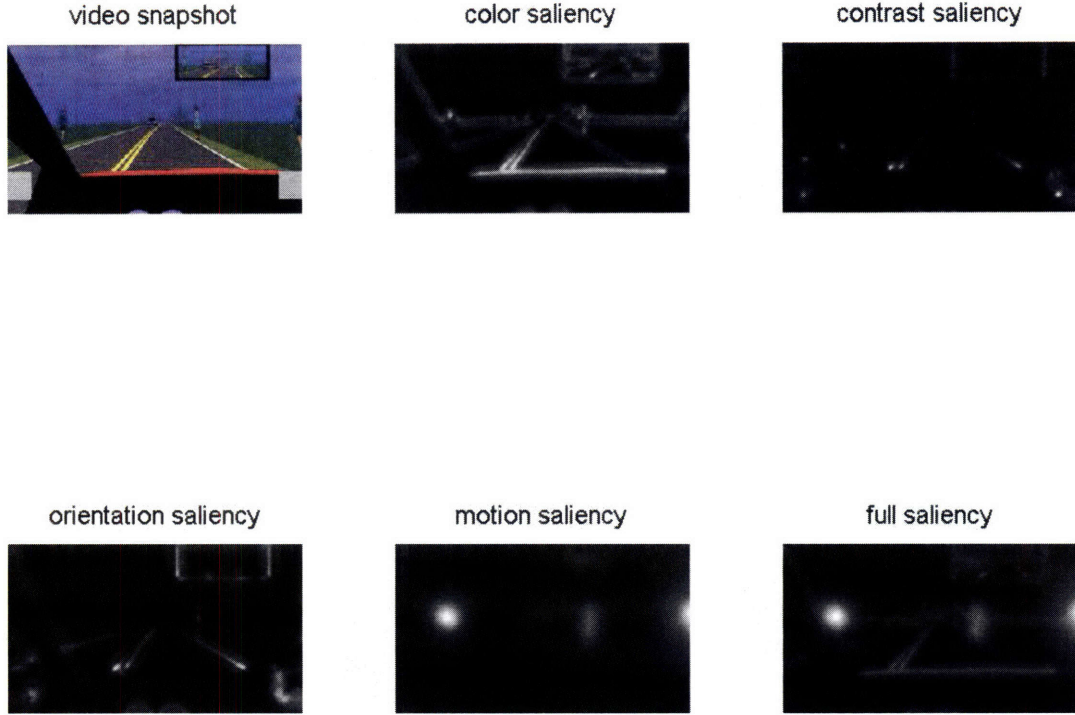 video snapshot
color saliency
contrast saliency
orientation saliency
motion saliency
full saliency